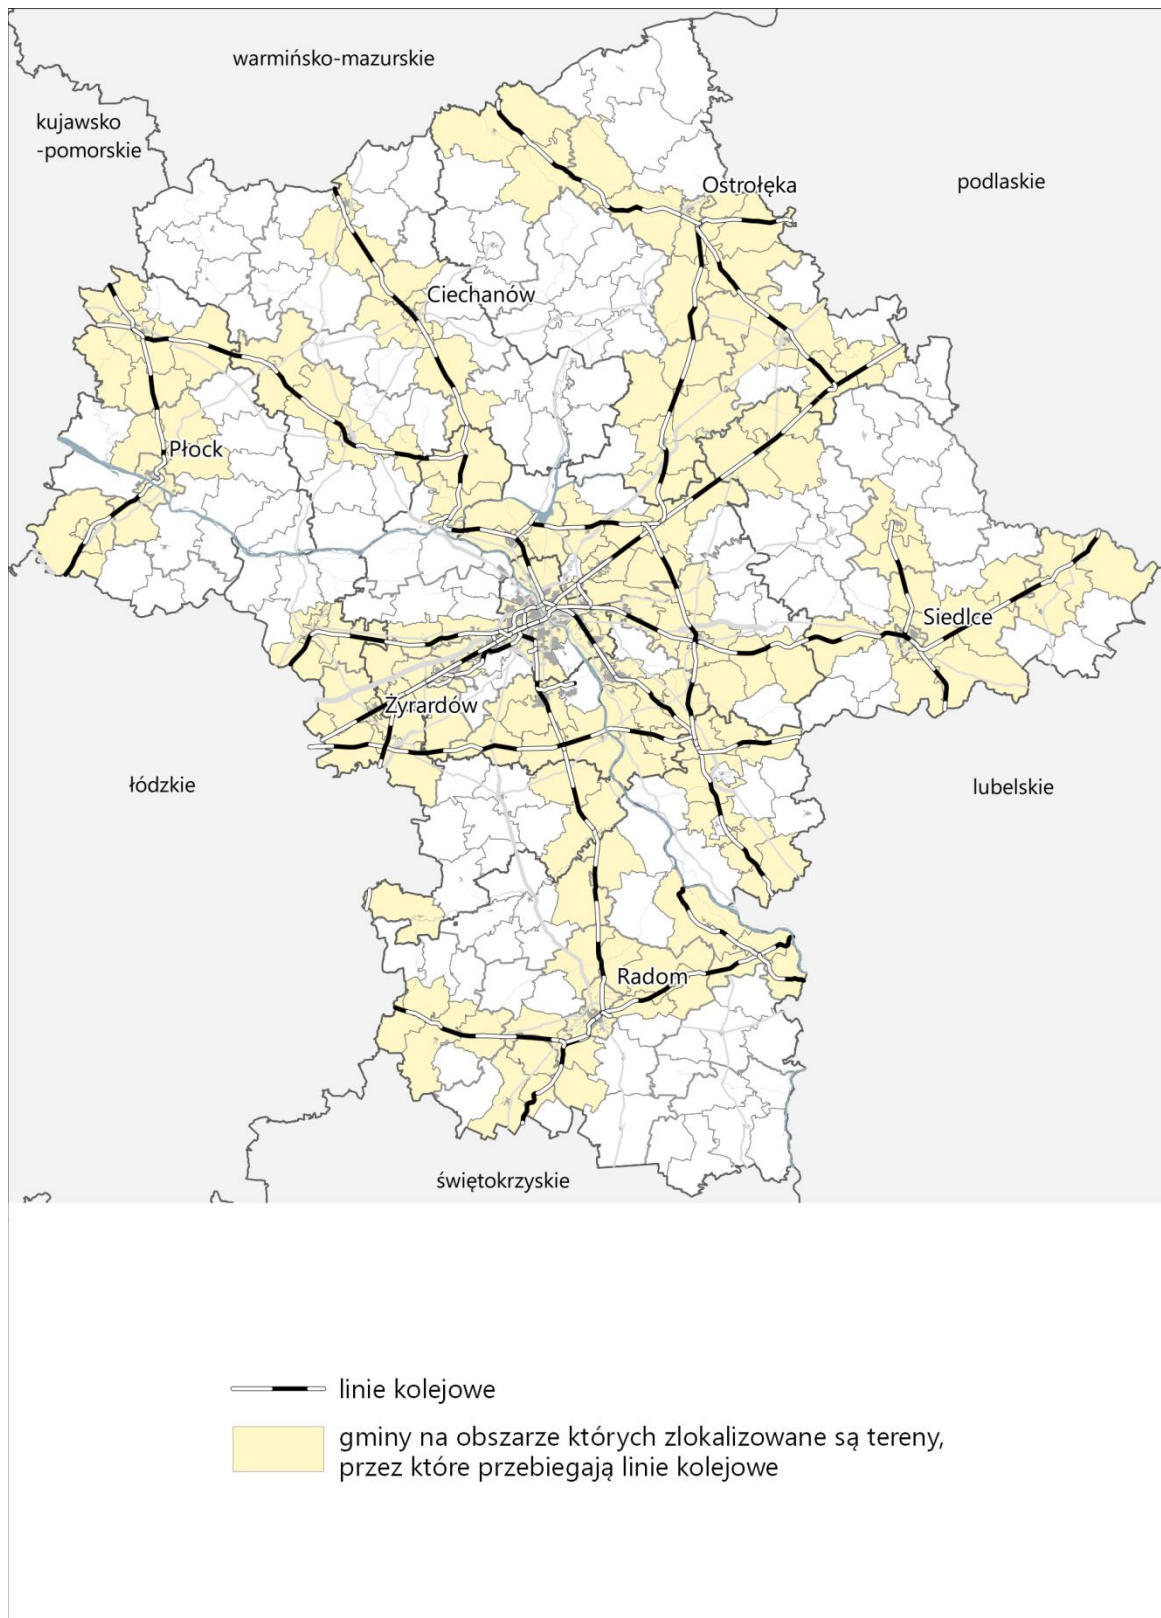 warmińsko-mazurskie
kujawsko
-pomorskie
podlaskie
Ostrołęka
Ciechanów
Płock
Siedlce
Żyrardów
łódzkie
lubelskie
Radom
świętokrzyskie
linie kolejowe
gminy na obszarze których zlokalizowane są tereny,
przez które przebiegają linie kolejowe